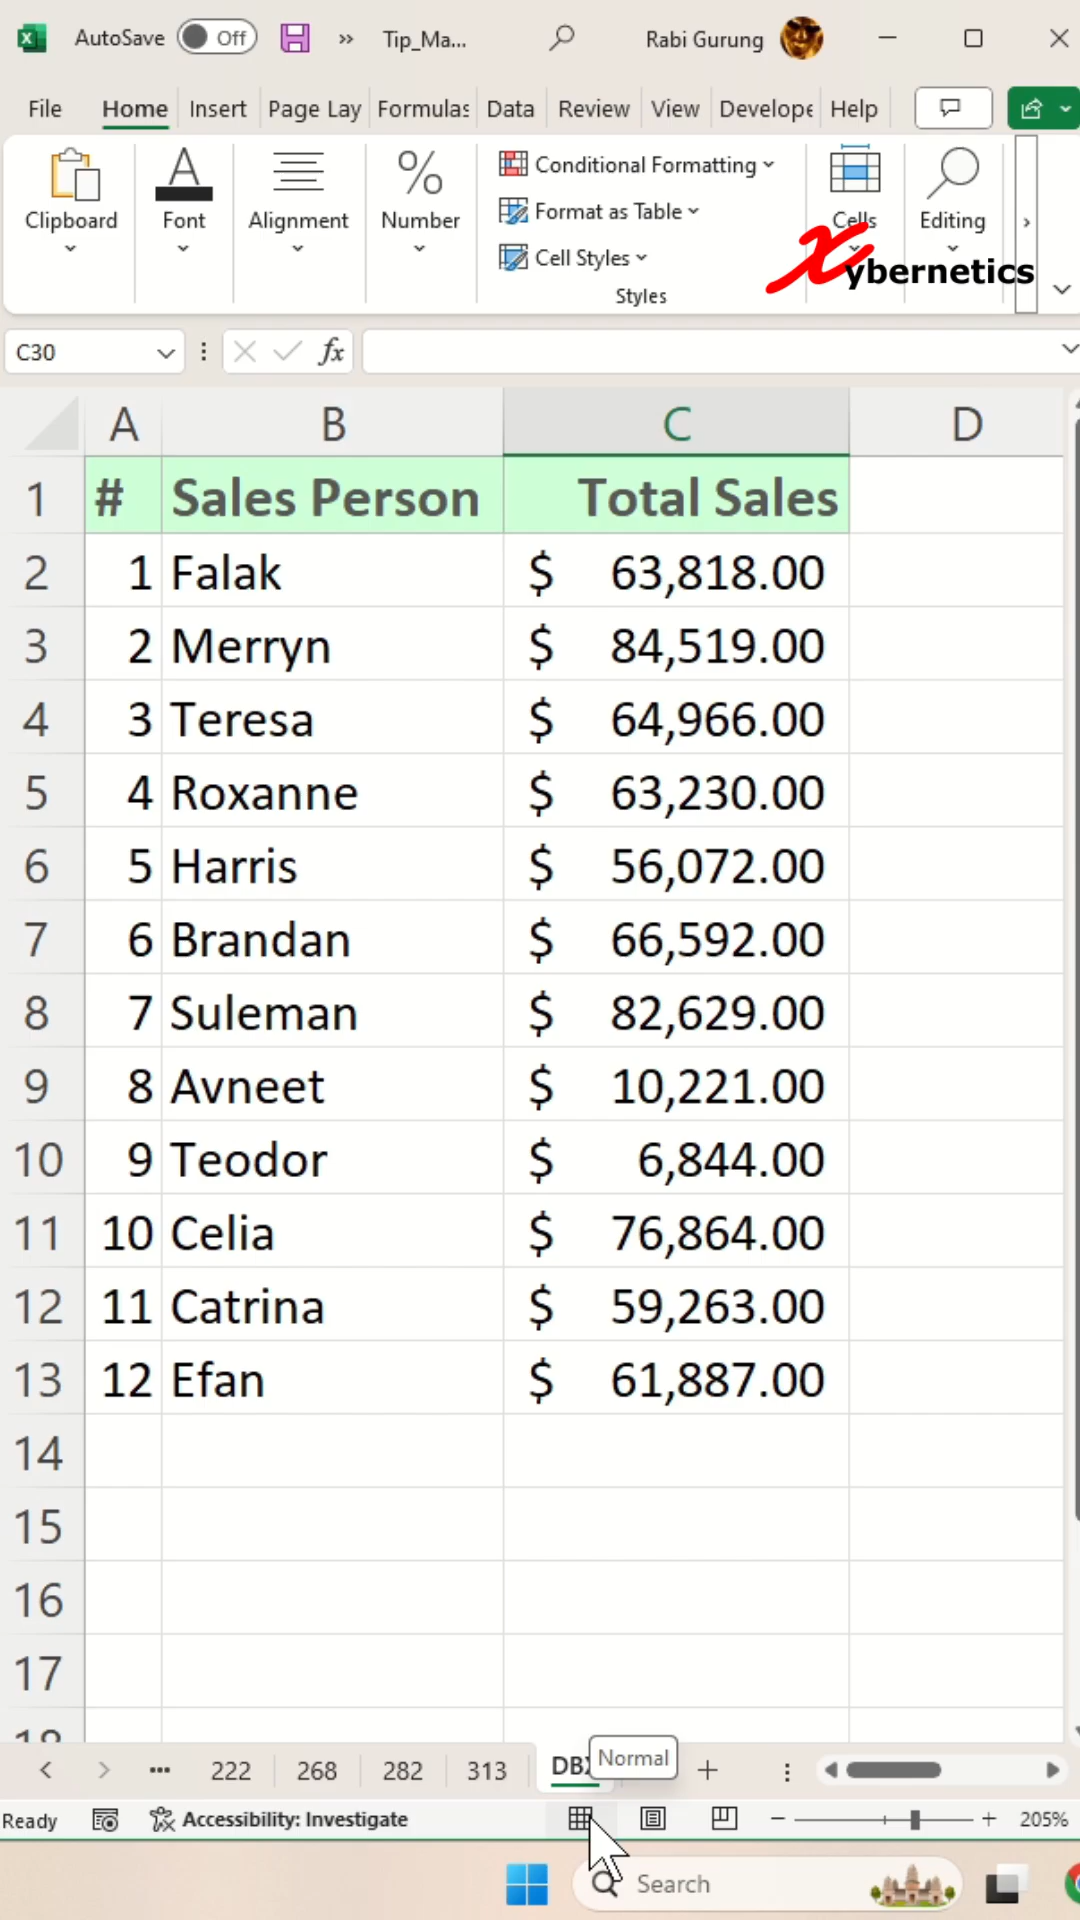 AutoSave Off » Tip_Ma... Rabi Gurung
File Home Insert Page Lay Formulas Data Review View Develope Help
Clipboard Font Alignment Number
Conditional Formatting
Format as Table
Cell Styles
Styles
Cells Editing
Xybernetics
C30 fx
A B C D
1 # Sales Person Total Sales
2 1 Falak $ 63,818.00
3 2 Merryn $ 84,519.00
4 3 Teresa $ 64,966.00
5 4 Roxanne $ 63,230.00
6 5 Harris $ 56,072.00
7 6 Brandan $ 66,592.00
8 7 Suleman $ 82,629.00
9 8 Avneet $ 10,221.00
10 9 Teodor $ 6,844.00
11 10 Celia $ 76,864.00
12 11 Catrina $ 59,263.00
13 12 Efan $ 61,887.00
14
15
16
17
18
222 268 282 313 Normal
Ready Accessibility: Investigate 205%
Search